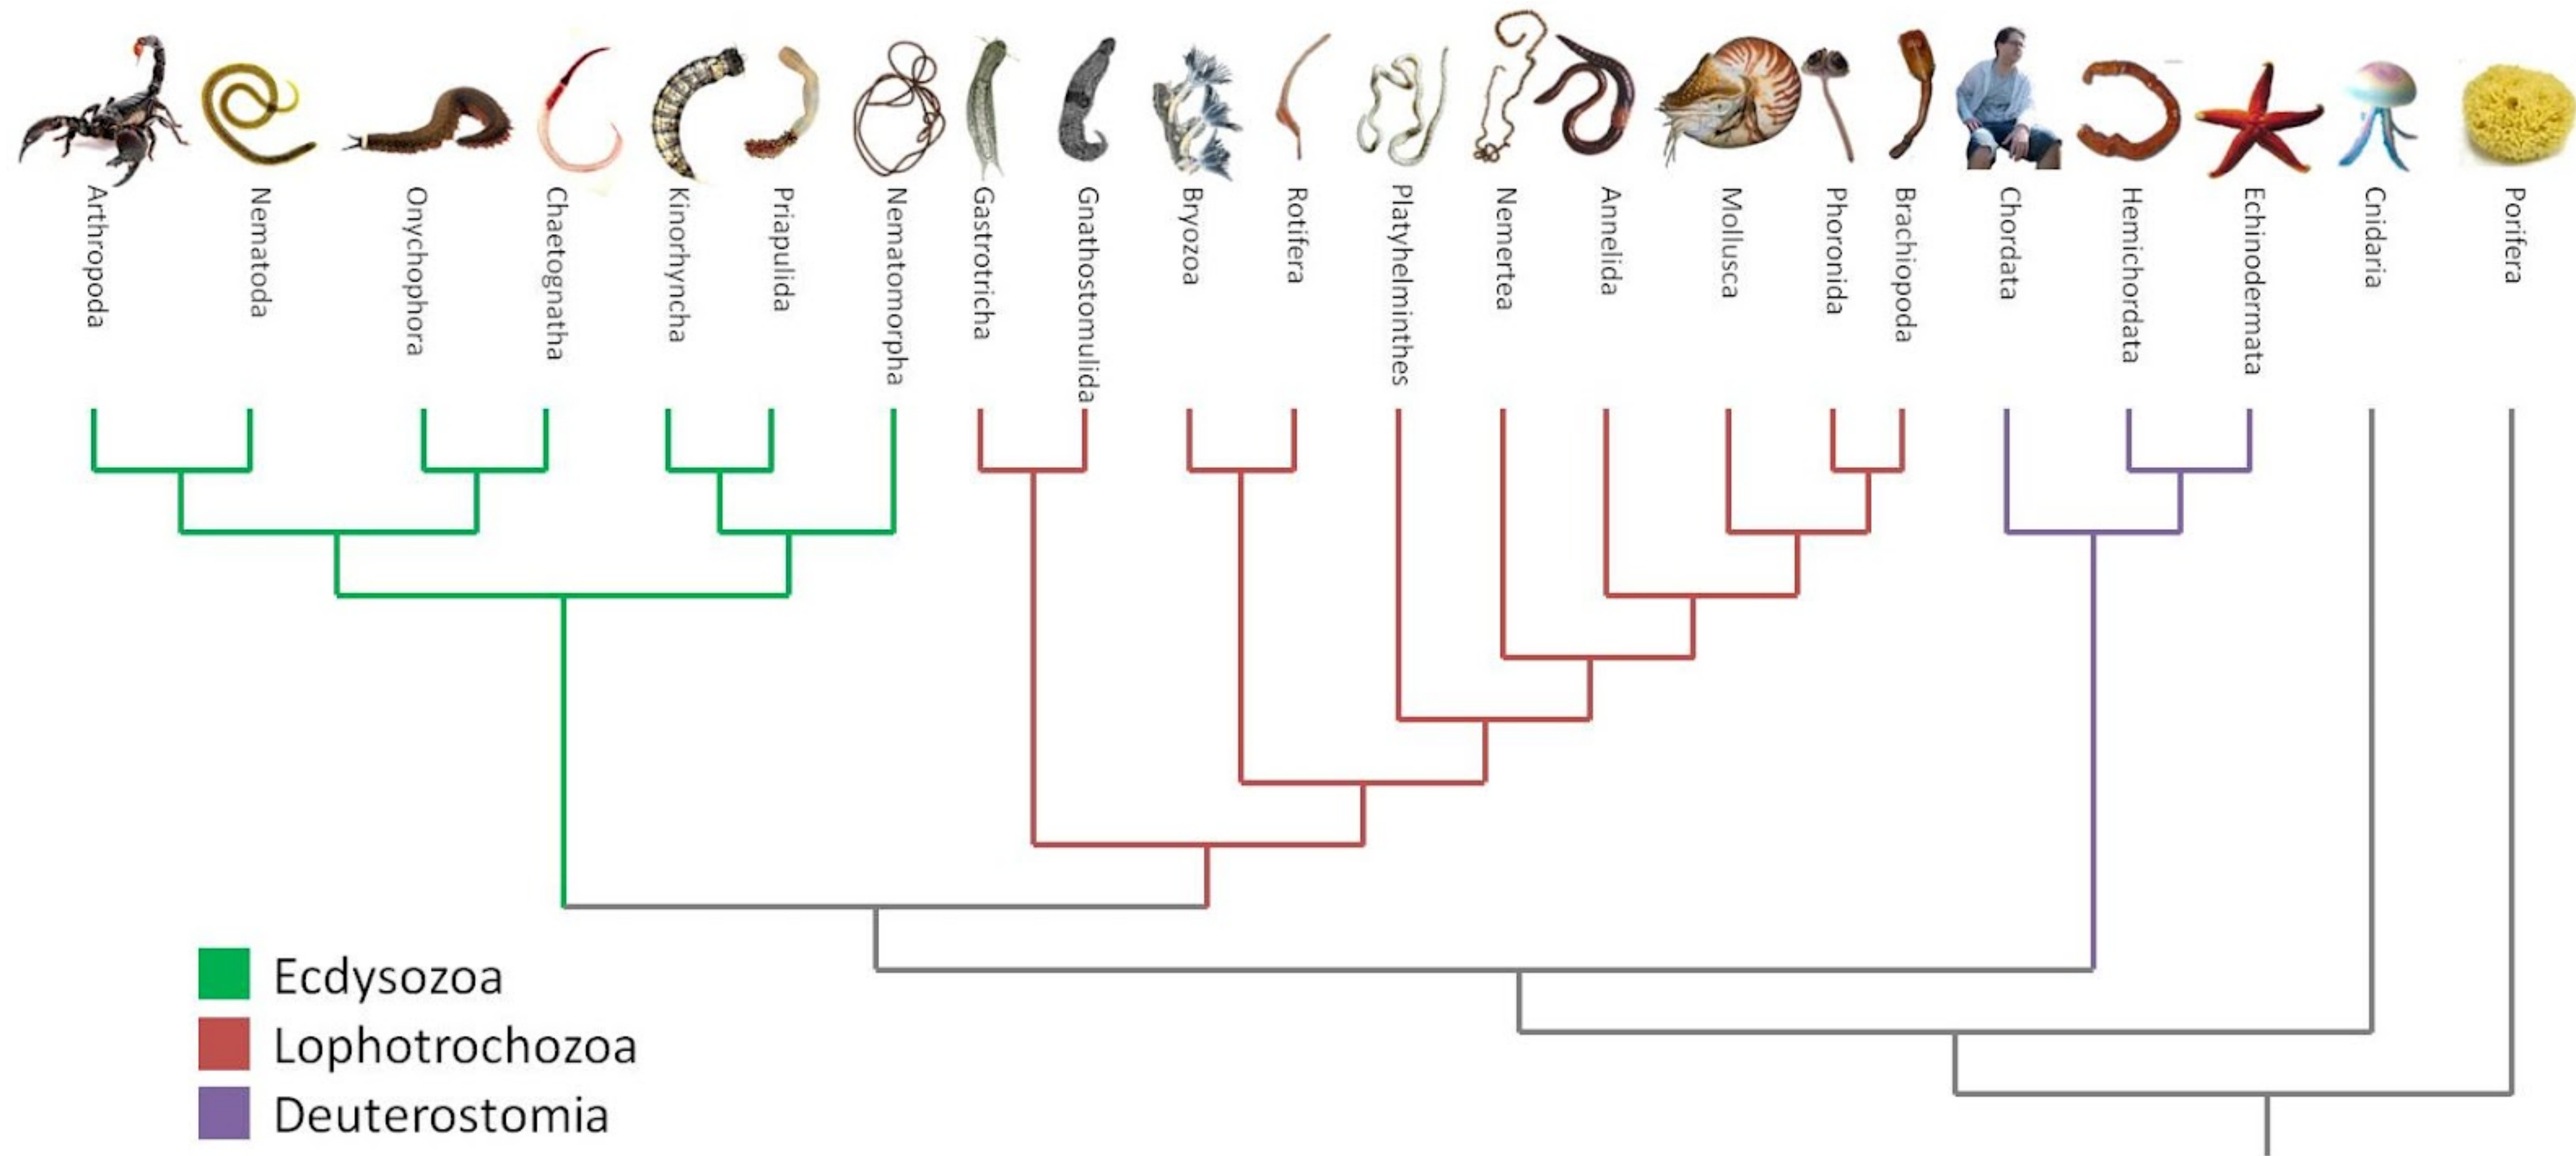 Arthropoda
Nematoda
Onychophora
Chaetognatha
Kinorhyncha
Priapulida
Nematomorpha
Gastrotricha
Gnathostomulida
Bryozoa
Rotifera
Platyhelminthes
Nemertea
Annelida
Mollusca
Phoronida
Brachiopoda
Chordata
Hemichordata
Echinodermata
Cnidaria
Porifera
Ecdysozoa
Lophotrochozoa
Deuterostomia